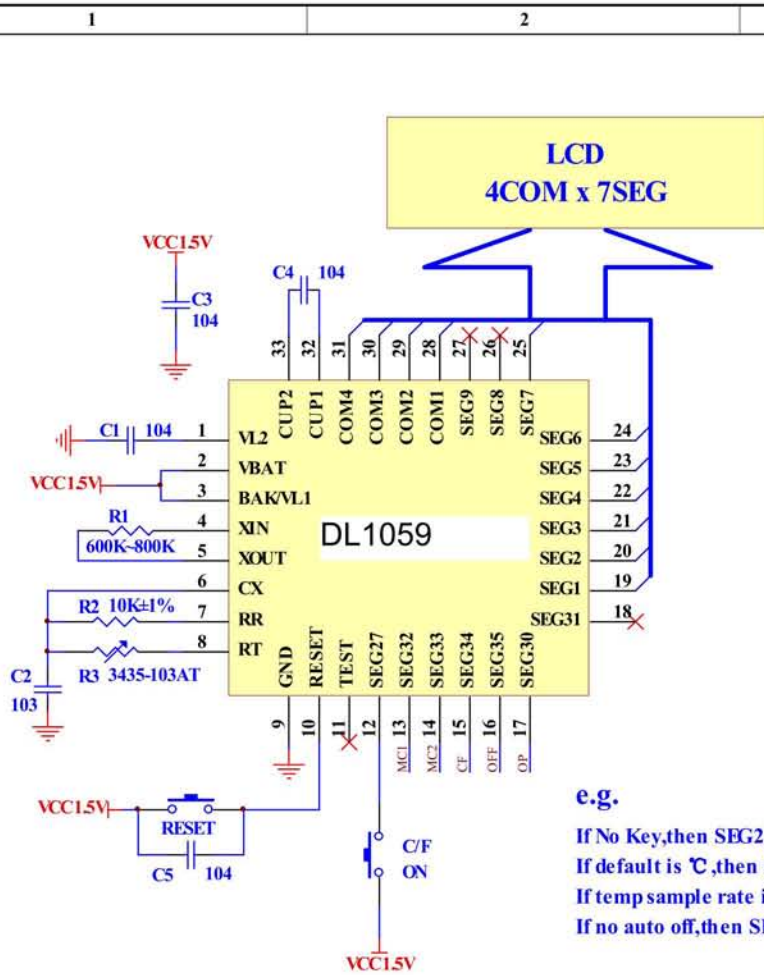 1 2
LCD
4COM x 7SEG
VCC1.5V
C3
104
C4 104
33 32 31 30 29 28 27 26 25
CUP2 CUP1 COM4 COM3 COM2 COM1 SEG9 SEG8 SEG7
C1 104 1 VL2
2 VBAT
VCC1.5V
3 BAK/VL1
R1 4 XIN
600K~800K 5 XOUT
6 CX
R2 10K±1% 7 RR
8 RT
R3 3435-103AT
C2
103
DL1059
SEG6 24
SEG5 23
SEG4 22
SEG3 21
SEG2 20
SEG1 19
SEG31 18
GND RESET TEST SEG27 SEG32 SEG33 SEG34 SEG35 SEG30
9 10 11 12 13 14 15 16 17
MC1 MC2 CF OFF OP
VCC1.5V
RESET
C5 104
C/F
ON
VCC1.5V
e.g.
If No Key,then SEG2
If default is ℃,then
If temp sample rate i
If no auto off,then SI